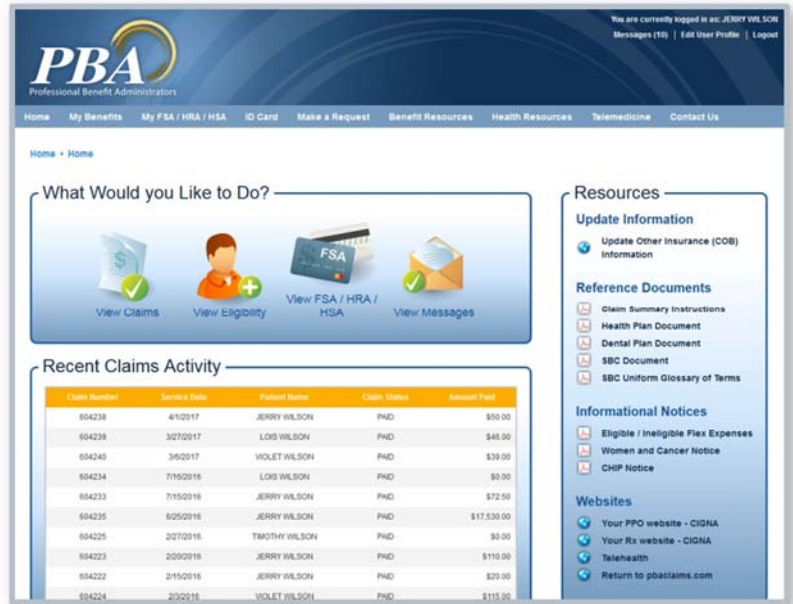 You are currently logged in as: JERRY WILSON
Messages (10) | Edit User Profile | Logout
PBA
Professional Benefit Administrators
Home My Benefits My FSA / HRA / HSA ID Card Make a Request Benefit Resources Health Resources Telemedicine Contact Us
Home • Home
What Would you Like to Do?
FSA
View Claims
View Eligibility
View FSA / HRA /
HSA
View Messages
Recent Claims Activity
Claim Number Service Date Patient Name Claim Status Amount Paid
604238 4/1/2017 JERRY WILSON PAID $50.00
604239 3/27/2017 LOIS WILSON PAID $46.00
604240 3/6/2017 VIOLET WILSON PAID $39.00
604234 7/16/2016 LOIS WILSON PAID $0.00
604233 7/15/2016 JERRY WILSON PAID $72.50
604235 6/25/2016 JERRY WILSON PAID $17,530.00
604225 2/27/2016 TIMOTHY WILSON PAID $0.00
604223 2/20/2016 JERRY WILSON PAID $110.00
604222 2/15/2016 JERRY WILSON PAID $20.00
604224 2/3/2016 VIOLET WILSON PAID $115.00
Resources
Update Information
Update Other Insurance (COB)
Information
Reference Documents
Claim Summary Instructions
Health Plan Document
Dental Plan Document
SBC Document
SBC Uniform Glossary of Terms
Informational Notices
Eligible / Ineligible Flex Expenses
Women and Cancer Notice
CHIP Notice
Websites
Your PPO website - CIGNA
Your Rx website - CIGNA
Telehealth
Return to pbaclaims.com